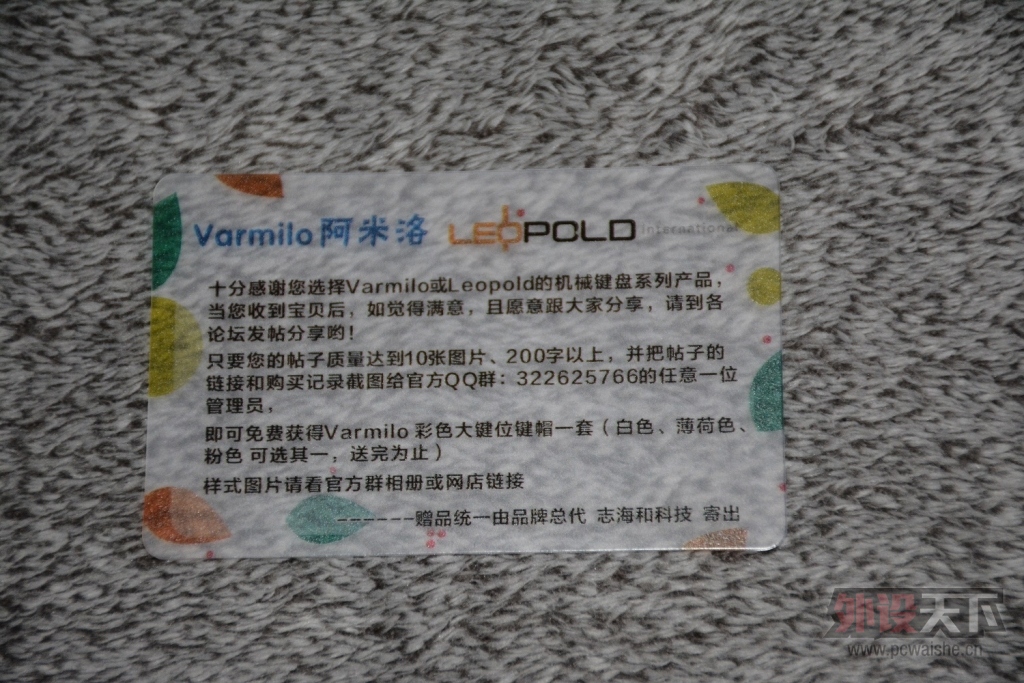 Varmilo 阿米洛 LEOPOLD International
十分感谢您选择Varmilo或Leopold的机械键盘系列产品，
当您收到宝贝后，如觉得满意，且愿意跟大家分享，请到各
论坛发帖分享哟！
只要您的帖子质量达到10张图片、200字以上，并把帖子的
链接和购买记录截图给官方QQ群：322625766的任意一位
管理员，
即可免费获得Varmilo 彩色大键位键帽一套（白色、薄荷色、
粉色 可选其一，送完为止）
样式图片请看官方群相册或网店链接
------赠品统一由品牌总代 志海和科技 寄出
外设天下
www.pcwaishe.cn